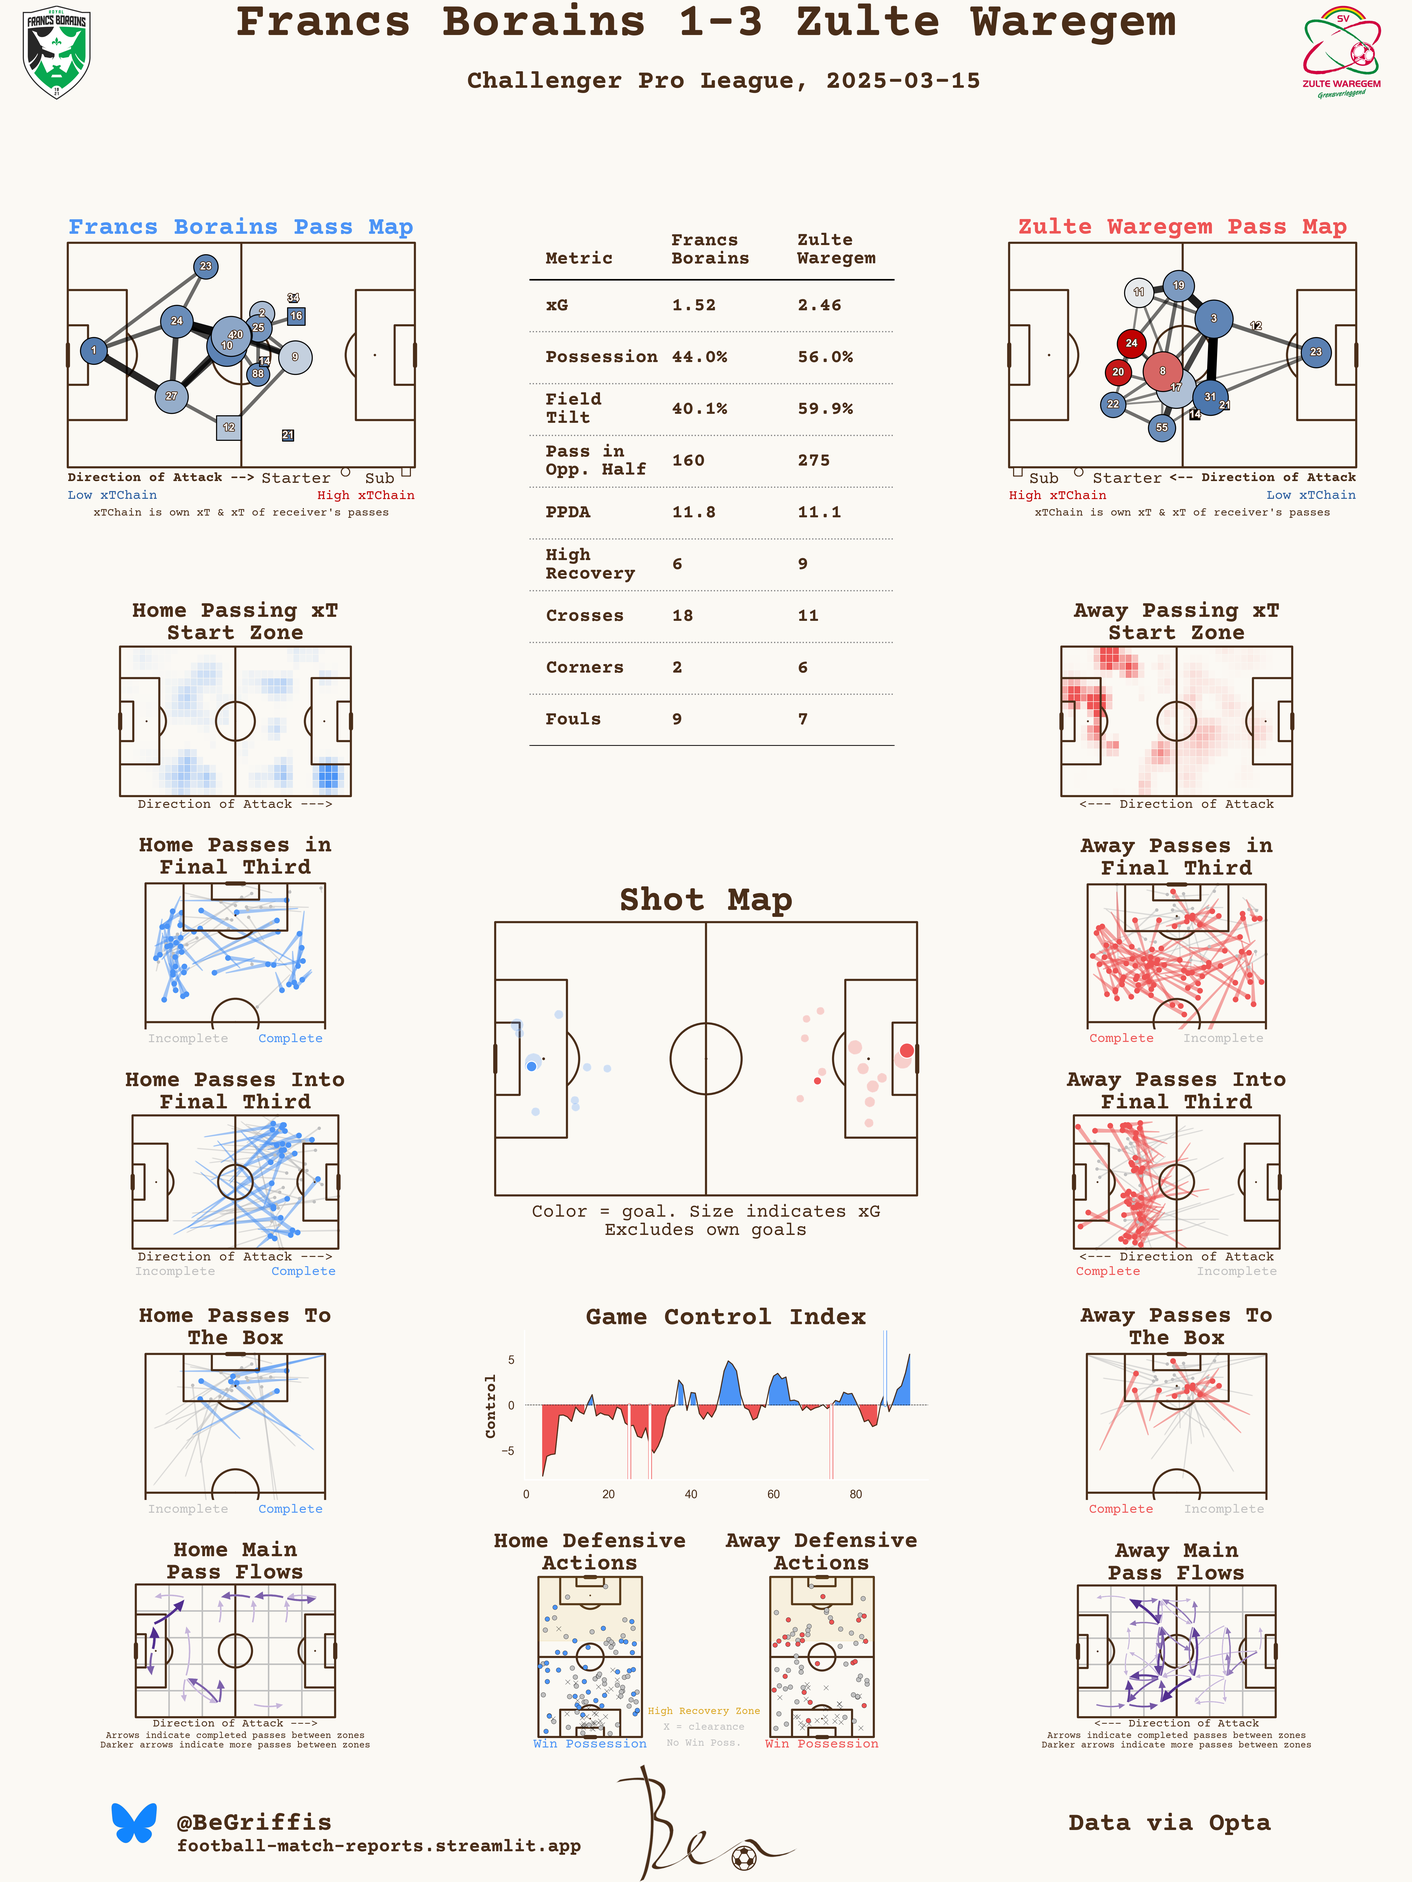 Francs Borains 1-3 Zulte Waregem
Challenger Pro League, 2025-03-15
ROYAL
FRANCS BORAINS
SV
ZULTE WAREGEM
Grensverleggend
Francs Borains Pass Map
23
24
1
27
12
4
20
10
2
25
34
16
14
9
88
21
Direction of Attack --> Starter Sub
Low xTChain High xTChain
xTChain is own xT & xT of receiver's passes
Metric Francs Borains Zulte Waregem
xG 1.52 2.46
Possession 44.0% 56.0%
Field Tilt 40.1% 59.9%
Pass in Opp. Half 160 275
PPDA 11.8 11.1
High Recovery 6 9
Crosses 18 11
Corners 2 6
Fouls 9 7
Zulte Waregem Pass Map
11
19
3
12
24
23
20
8
17
22
31
21
14
55
Sub Starter <-- Direction of Attack
High xTChain Low xTChain
xTChain is own xT & xT of receiver's passes
Home Passing xT
Start Zone
Direction of Attack --->
Away Passing xT
Start Zone
<--- Direction of Attack
Home Passes in
Final Third
Incomplete Complete
Away Passes in
Final Third
Complete Incomplete
Shot Map
Color = goal. Size indicates xG
Excludes own goals
Home Passes Into
Final Third
Direction of Attack --->
Incomplete Complete
Away Passes Into
Final Third
<--- Direction of Attack
Complete Incomplete
Home Passes To
The Box
Incomplete Complete
Game Control Index
Control
5
0
−5
0 20 40 60 80
Away Passes To
The Box
Complete Incomplete
Home Main
Pass Flows
Direction of Attack --->
Arrows indicate completed passes between zones
Darker arrows indicate more passes between zones
Home Defensive
Actions
Win Possession
Away Defensive
Actions
Win Possession
High Recovery Zone
X = clearance
No Win Poss.
Away Main
Pass Flows
<--- Direction of Attack
Arrows indicate completed passes between zones
Darker arrows indicate more passes between zones
@BeGriffis
football-match-reports.streamlit.app
Ben
Data via Opta